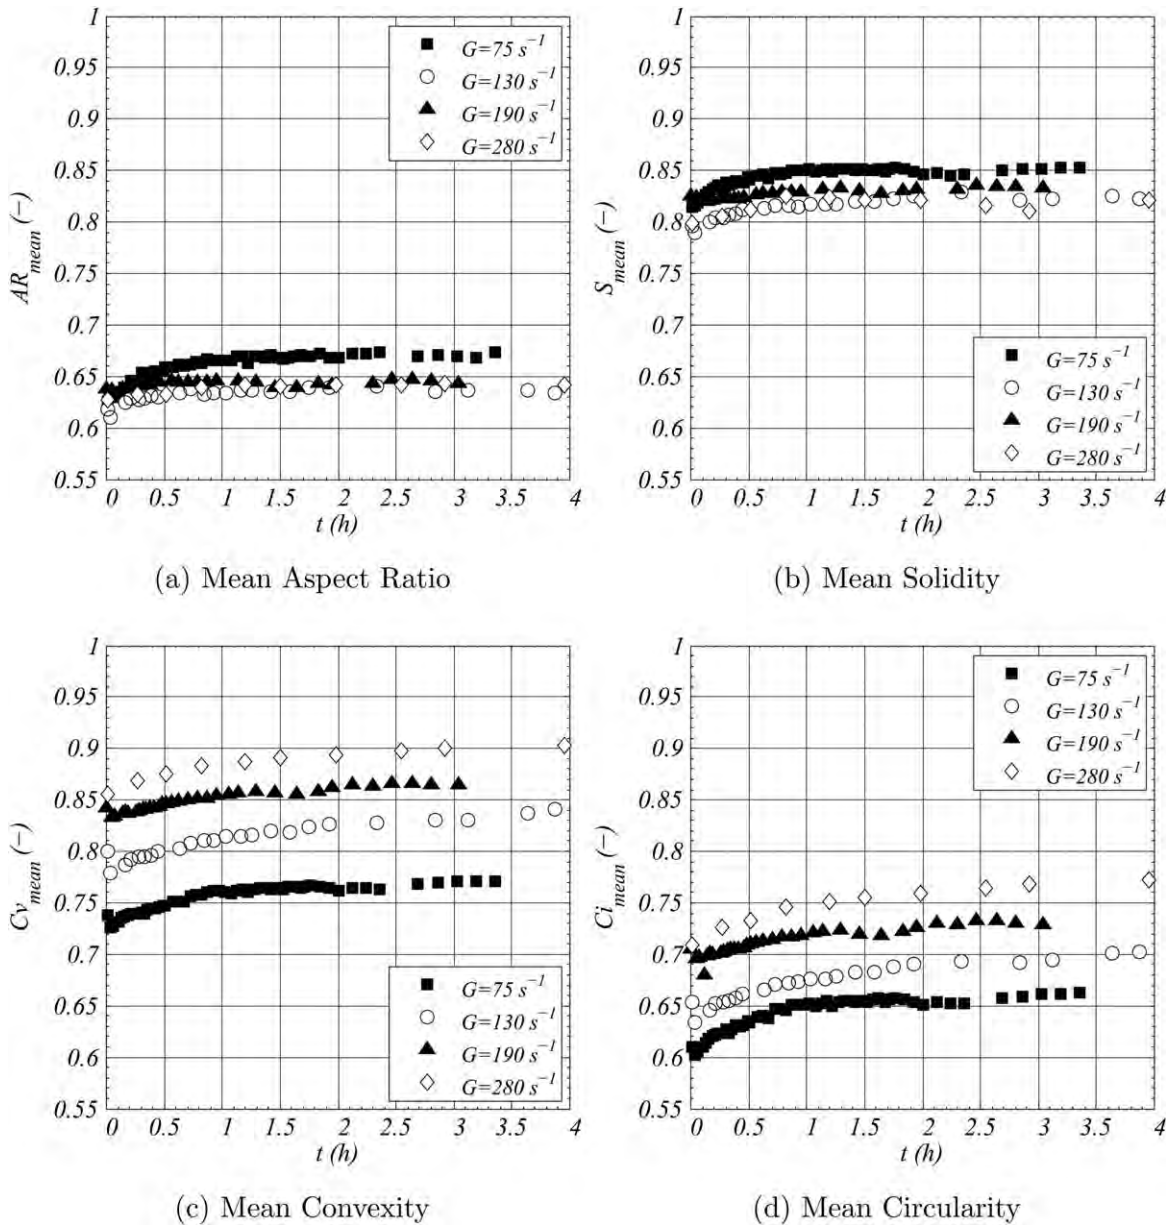 1
0.95
0.9
0.85
0.8
0.75
0.7
0.65
0.6
0.55
AR_mean (−)
G=75 s⁻¹
G=130 s⁻¹
G=190 s⁻¹
G=280 s⁻¹
0 0.5 1 1.5 2 2.5 3 3.5 4
t (h)
(a) Mean Aspect Ratio
1
0.95
0.9
0.85
0.8
0.75
0.7
0.65
0.6
0.55
S_mean (−)
G=75 s⁻¹
G=130 s⁻¹
G=190 s⁻¹
G=280 s⁻¹
0 0.5 1 1.5 2 2.5 3 3.5 4
t (h)
(b) Mean Solidity
1
0.95
0.9
0.85
0.8
0.75
0.7
0.65
0.6
0.55
Cv_mean (−)
G=75 s⁻¹
G=130 s⁻¹
G=190 s⁻¹
G=280 s⁻¹
0 0.5 1 1.5 2 2.5 3 3.5 4
t (h)
(c) Mean Convexity
1
0.95
0.9
0.85
0.8
0.75
0.7
0.65
0.6
0.55
Ci_mean (−)
G=75 s⁻¹
G=130 s⁻¹
G=190 s⁻¹
G=280 s⁻¹
0 0.5 1 1.5 2 2.5 3 3.5 4
t (h)
(d) Mean Circularity